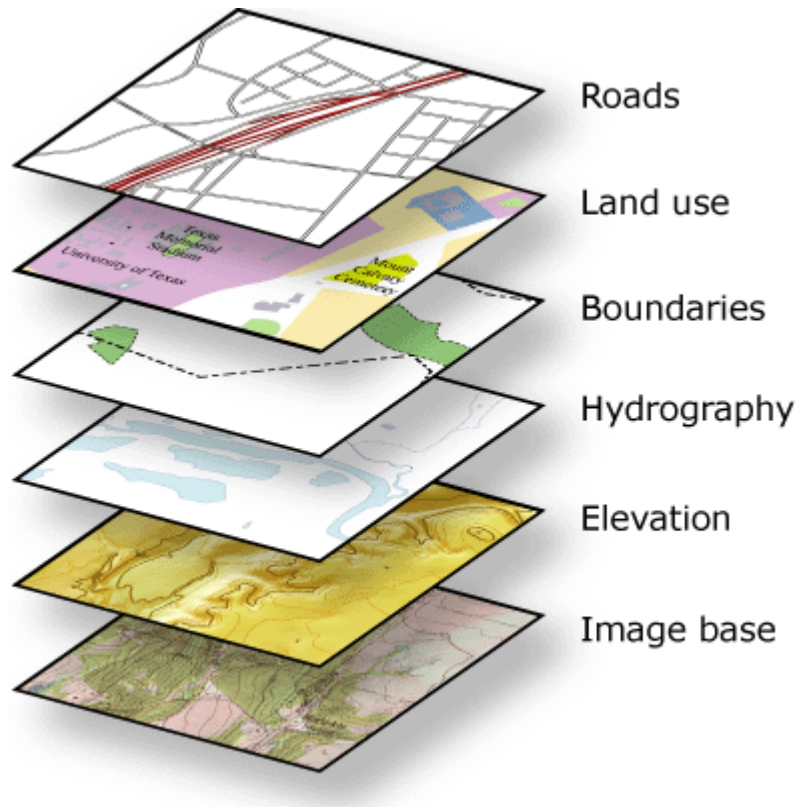 Roads
Land use
Texas
Memorial
Stadium
University of Texas
Mount
Calvary
Cemetery
Boundaries
Hydrography
Elevation
Image base